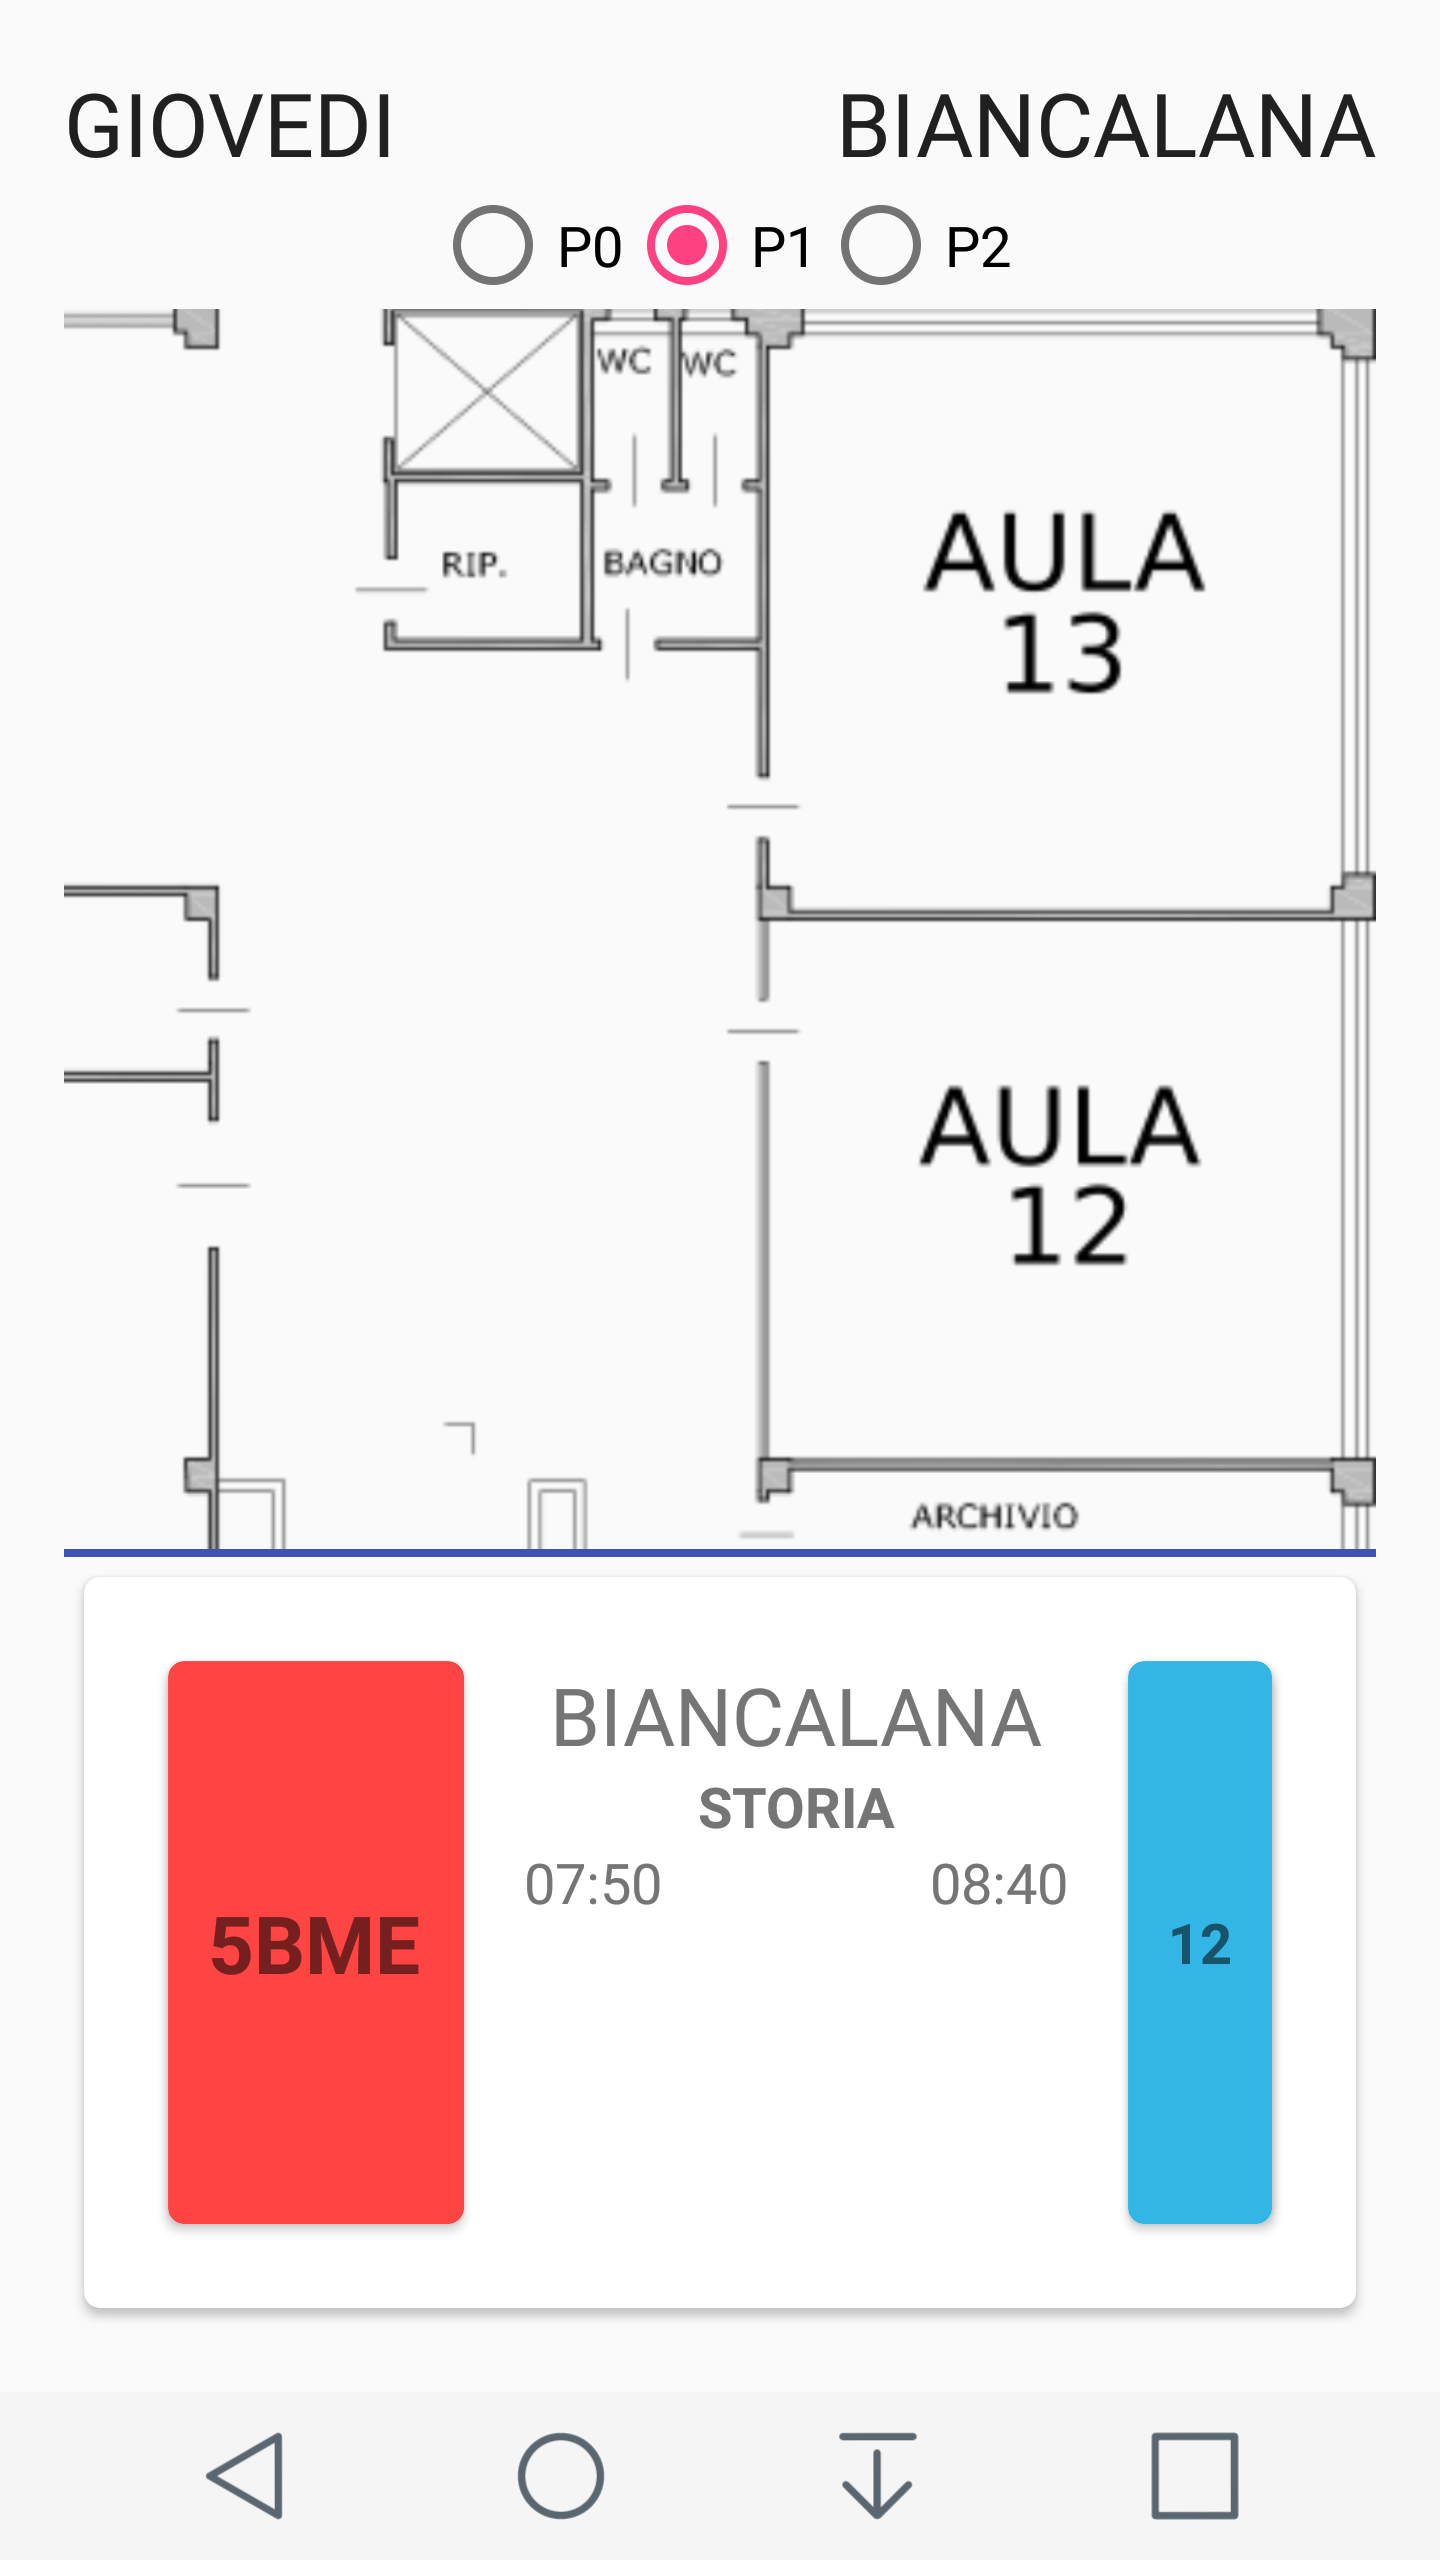 GIOVEDI BIANCALANA
P0 P1 P2
WC WC
RIP. BAGNO
AULA
13
AULA
12
ARCHIVIO
BIANCALANA
STORIA
07:50 08:40
5BME
12